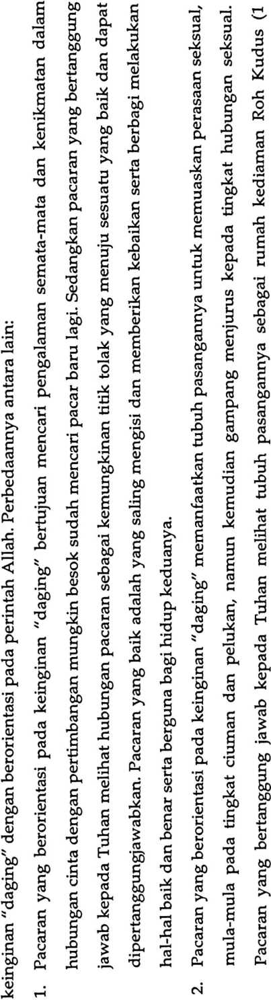 keinginan "daging" dengan berorientasi pada perintah Allah. Perbedaannya antara lain:
1. Pacaran yang berorientasi pada keinginan "daging" bertujuan mencari pengalaman semata-mata dan kenikmatan dalam
hubungan cinta dengan pertimbangan mungkin besok sudah mencari pacar baru lagi. Sedangkan pacaran yang bertanggung
jawab kepada Tuhan melihat hubungan pacaran sebagai kemungkinan titik tolak yang menuju sesuatu yang baik dan dapat
dipertanggungjawabkan. Pacaran yang baik adalah yang saling mengisi dan memberikan kebaikan serta berbagi melakukan
hal-hal baik dan benar serta berguna bagi hidup keduanya.
2. Pacaran yang berorientasi pada keinginan "daging" memanfaatkan tubuh pasangannya untuk memuaskan perasaan seksual,
mula-mula pada tingkat ciuman dan pelukan, namun kemudian gampang menjurus kepada tingkat hubungan seksual.
Pacaran yang bertanggung jawab kepada Tuhan melihat tubuh pasangannya sebagai rumah kediaman Roh Kudus (1